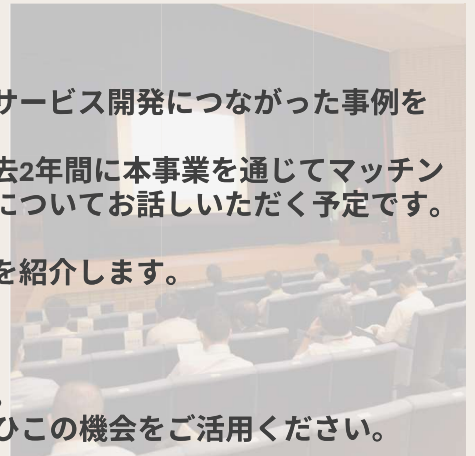 サービス開発につながった事例を
去2年間に本事業を通じてマッチン
についてお話しいただく予定です。
を紹介します。
。
ひこの機会をご活用ください。